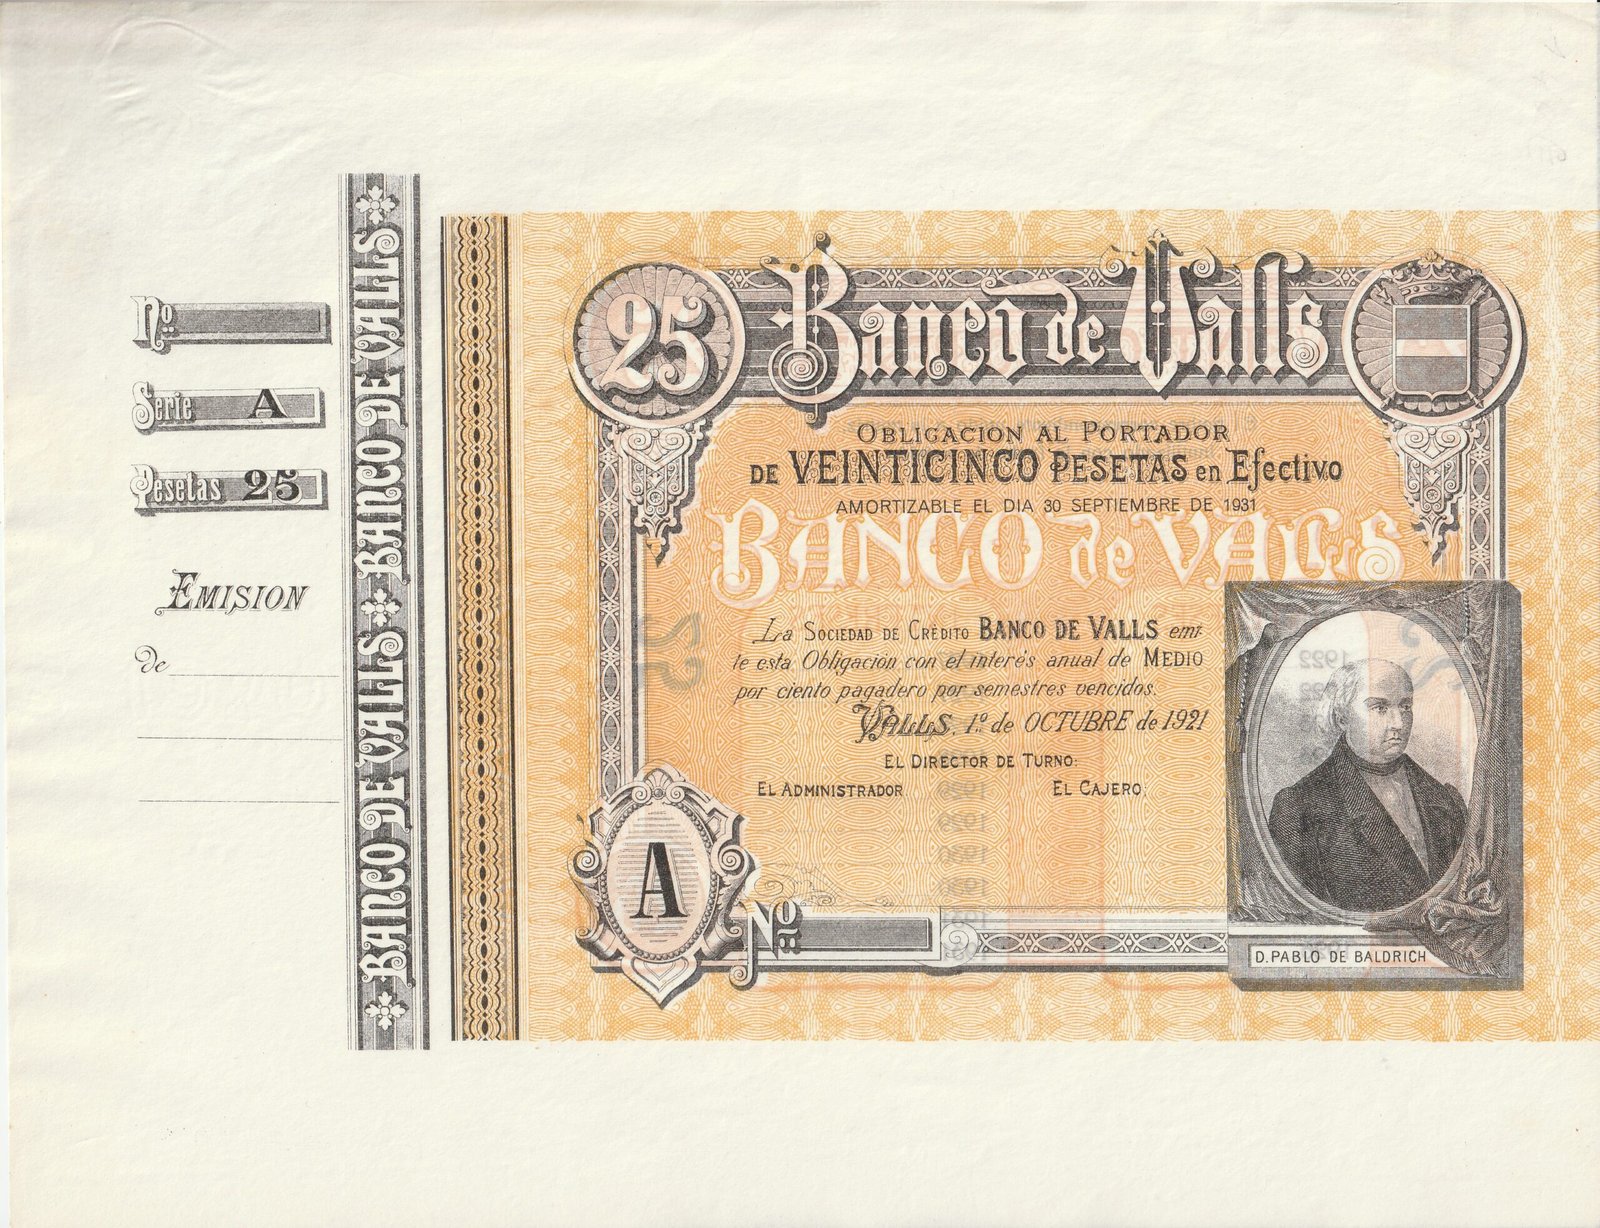 Nº
Serie A
Pesetas 25
EMISION
de
BANCO DE VALLS BANCO DE VALLS
25 Banco de Valls
OBLIGACION AL PORTADOR
DE VEINTICINCO PESETAS en Efectivo
AMORTIZABLE EL DIA 30 SEPTIEMBRE DE 1931
BANCO de VALLS
La SOCIEDAD DE CRÉDITO BANCO DE VALLS emi-
te esta Obligación con el interés anual de MEDIO
por ciento pagadero por semestres vencidos.
VALLS, 1º de OCTUBRE de 1921
EL DIRECTOR DE TURNO:
EL ADMINISTRADOR EL CAJERO:
A
Nº
D. PABLO DE BALDRICH